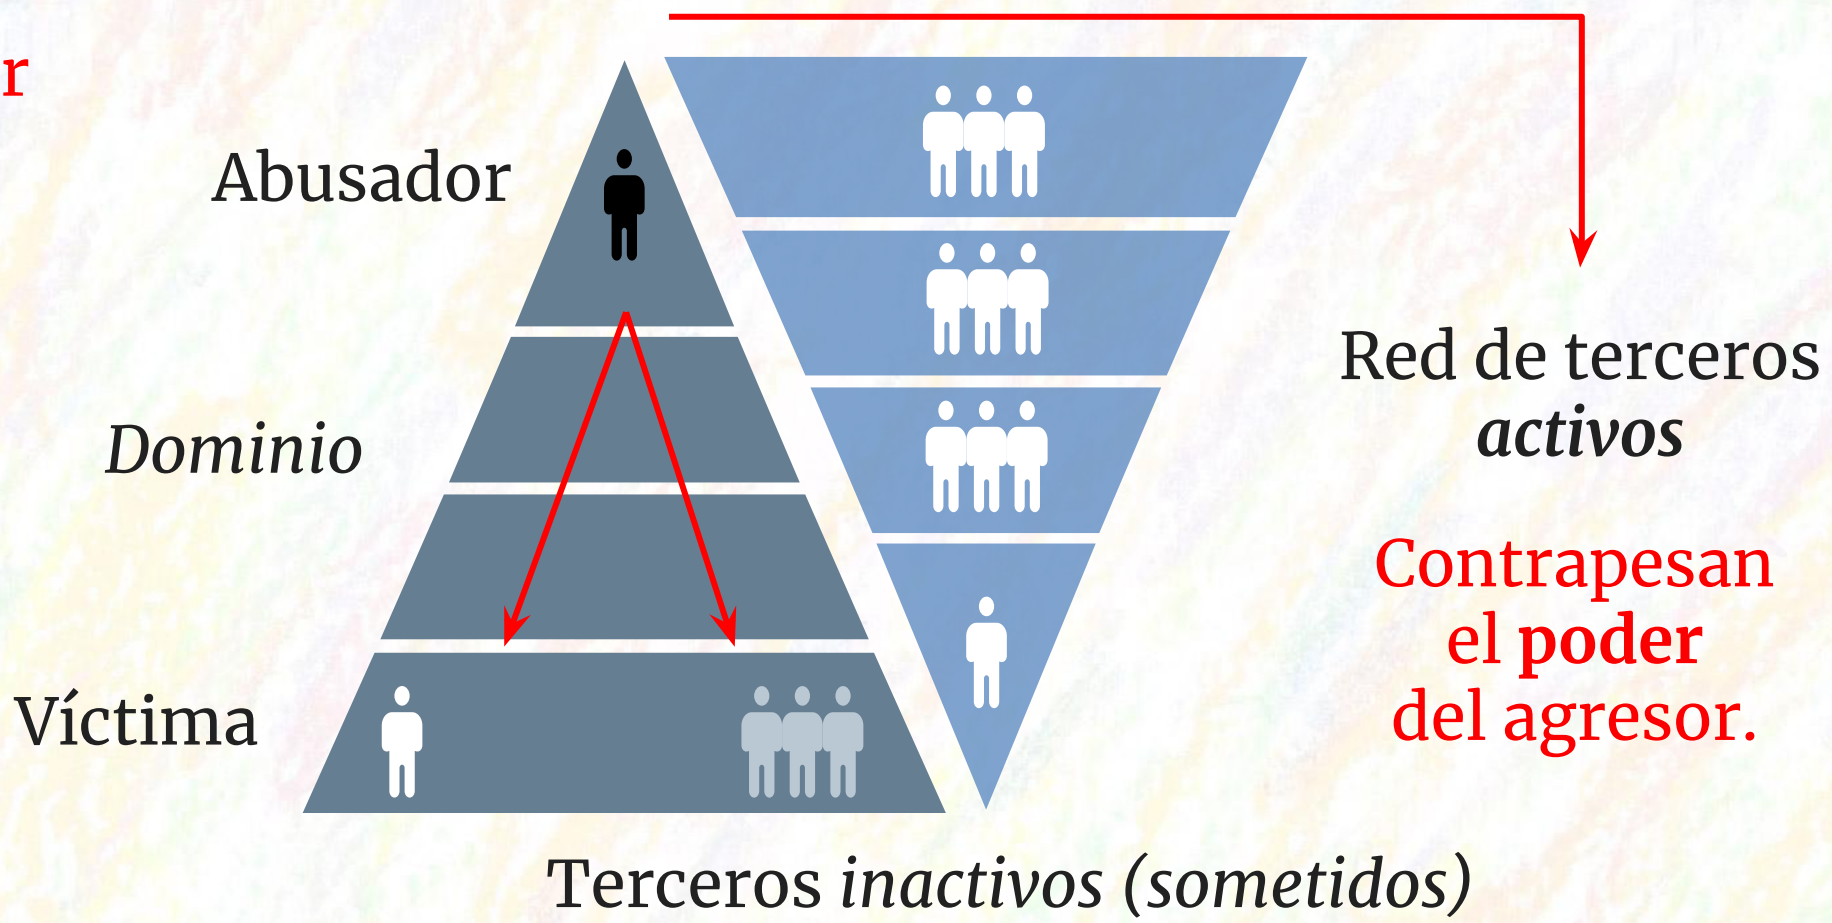 r
Abusador
Dominio
Víctima
Red de terceros
activos
Contrapesan
el poder
del agresor.
Terceros inactivos (sometidos)